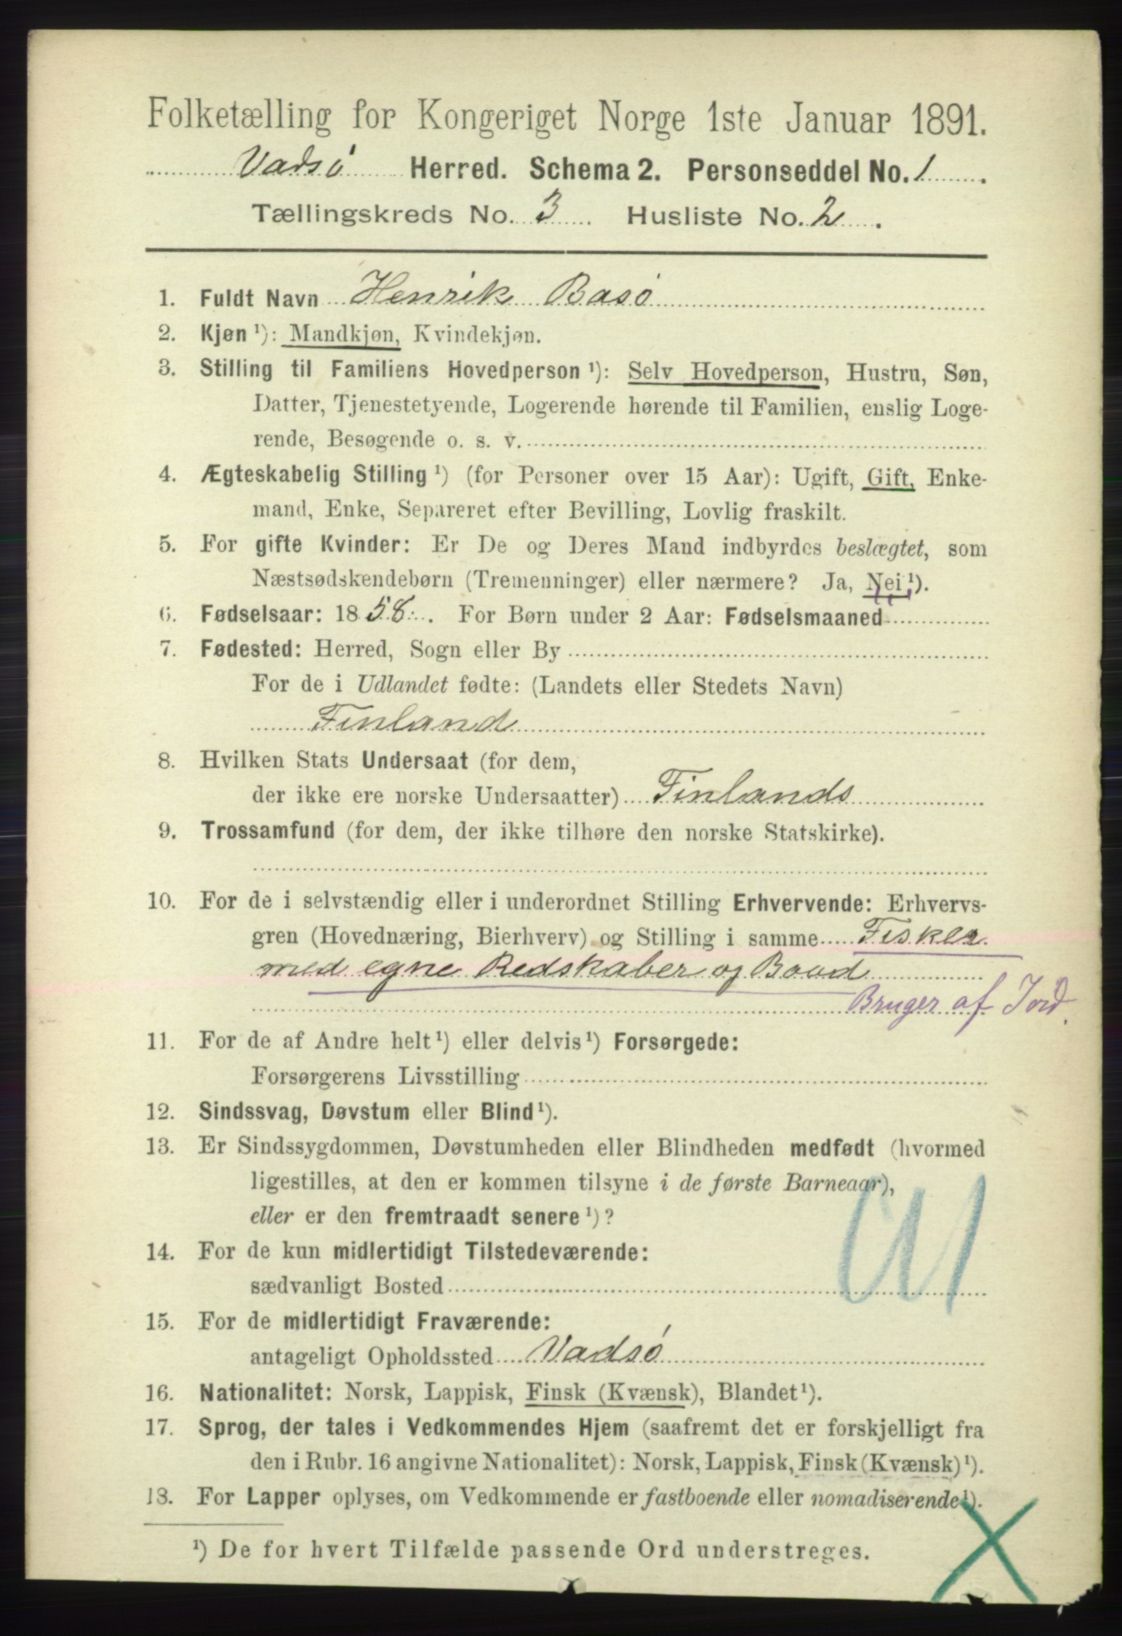 Folketælling for Kongeriget Norge 1ste Januar 1891.
Vadsø Herred. Schema 2. Personseddel No. 1.
Tællingskreds No. 3 Husliste No. 2.
1. Fuldt Navn Henrik Basø
2. Kjøn ¹): Mandkjøn, Kvindekjøn.
3. Stilling til Familiens Hovedperson ¹): Selv Hovedperson, Hustru, Søn,
Datter, Tjenestetyende, Logerende hørende til Familien, enslig Loge-
rende, Besøgende o. s. v.
4. Ægteskabelig Stilling ¹) (for Personer over 15 Aar): Ugift, Gift, Enke-
mand, Enke, Separeret efter Bevilling, Lovlig fraskilt.
5. For gifte Kvinder: Er De og Deres Mand indbyrdes beslægtet, som
Næstsødskendebørn (Tremenninger) eller nærmere? Ja, Nei ¹).
6. Fødselsaar: 1858. For Børn under 2 Aar: Fødselsmaaned
7. Fødested: Herred, Sogn eller By
For de i Udlandet fødte: (Landets eller Stedets Navn)
Finland
8. Hvilken Stats Undersaat (for dem,
der ikke ere norske Undersaatter) Finlands
9. Trossamfund (for dem, der ikke tilhøre den norske Statskirke).
10. For de i selvstændig eller i underordnet Stilling Erhvervende: Erhvervs-
gren (Hovednæring, Bierhverv) og Stilling i samme Fisker
med egne Redskaber og Baad
Bruger af Jord.
11. For de af Andre helt ¹) eller delvis ¹) Forsørgede:
Forsørgerens Livsstilling
12. Sindssvag, Døvstum eller Blind ¹).
13. Er Sindssygdommen, Døvstumheden eller Blindheden medfødt (hvormed
ligestilles, at den er kommen tilsyne i de første Barneaar),
eller er den fremtraadt senere ¹)?
14. For de kun midlertidigt Tilstedeværende:
sædvanligt Bosted
15. For de midlertidigt Fraværende:
antageligt Opholdssted Vadsø
16. Nationalitet: Norsk, Lappisk, Finsk (Kvænsk), Blandet ¹).
17. Sprog, der tales i Vedkommendes Hjem (saafremt det er forskjelligt fra
den i Rubr. 16 angivne Nationalitet): Norsk, Lappisk, Finsk (Kvænsk) ¹).
18. For Lapper oplyses, om Vedkommende er fastboende eller nomadiserende ¹).
¹) De for hvert Tilfælde passende Ord understreges.